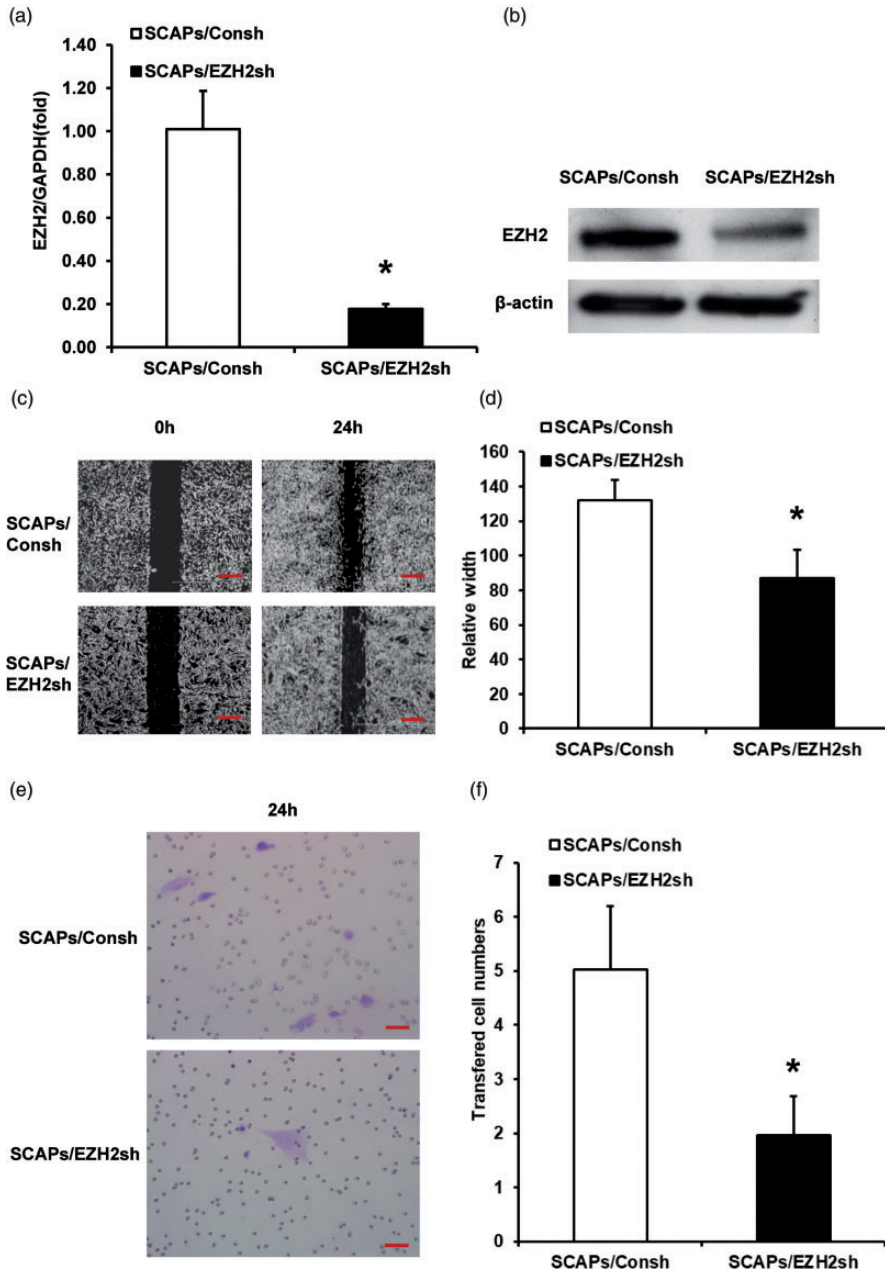 (a)
SCAPs/Consh
SCAPs/EZH2sh
1.40
1.20
1.00
0.80
0.60
0.40
0.20
0.00
EZH2/GAPDH(fold)
*
SCAPs/Consh
SCAPs/EZH2sh
(b)
SCAPs/Consh
SCAPs/EZH2sh
EZH2
β-actin
(c)
0h
24h
SCAPs/
Consh
SCAPs/
EZH2sh
(d)
SCAPs/Consh
SCAPs/EZH2sh
160
140
120
100
80
60
40
20
0
Relative width
*
SCAPs/Consh
SCAPs/EZH2sh
(e)
24h
SCAPs/Consh
SCAPs/EZH2sh
(f)
SCAPs/Consh
SCAPs/EZH2sh
7
6
5
4
3
2
1
0
Transfered cell numbers
*
SCAPs/Consh
SCAPs/EZH2sh